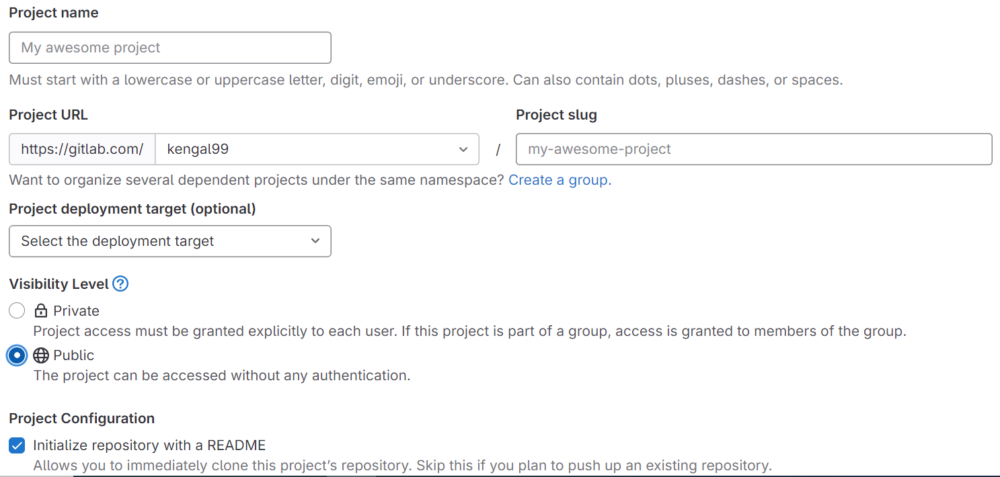 Project name
My awesome project
Must start with a lowercase or uppercase letter, digit, emoji, or underscore. Can also contain dots, pluses, dashes, or spaces.
Project URL
Project slug
https://gitlab.com/ kengal99 / my-awesome-project
Want to organize several dependent projects under the same namespace? Create a group.
Project deployment target (optional)
Select the deployment target
Visibility Level ?
Private
Project access must be granted explicitly to each user. If this project is part of a group, access is granted to members of the group.
Public
The project can be accessed without any authentication.
Project Configuration
Initialize repository with a README
Allows you to immediately clone this project’s repository. Skip this if you plan to push up an existing repository.